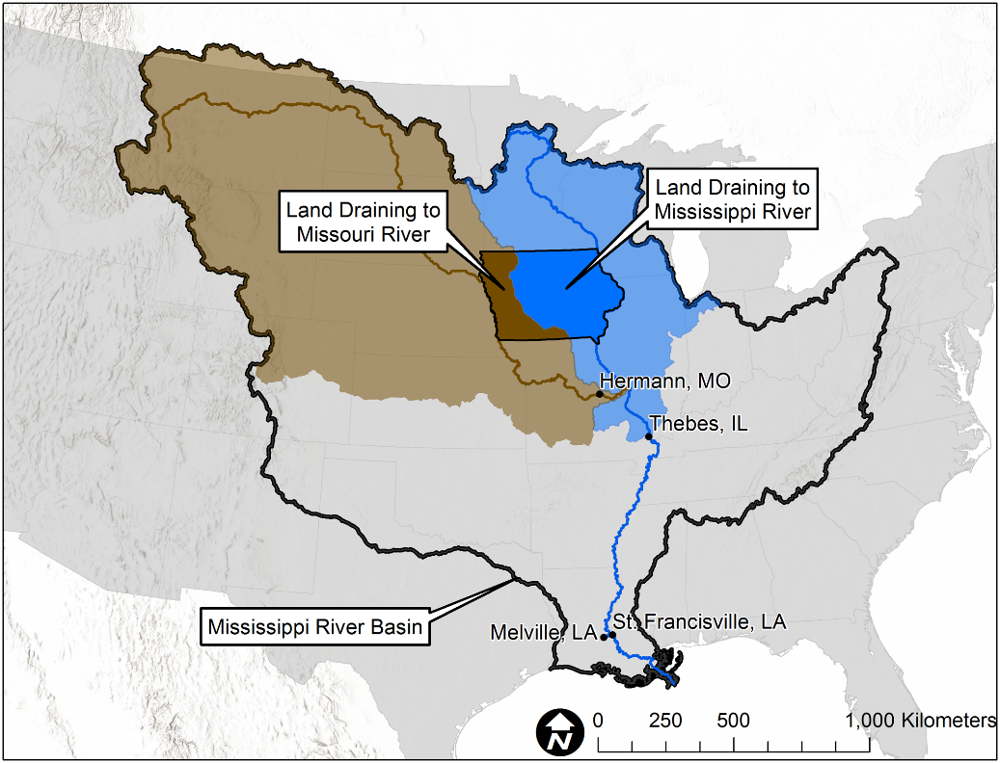 Land Draining to
Mississippi River
Land Draining to
Missouri River
Hermann, MO
Thebes, IL
Mississippi River Basin
Melville, LA
St. Francisville, LA
N
0 250 500 1,000 Kilometers